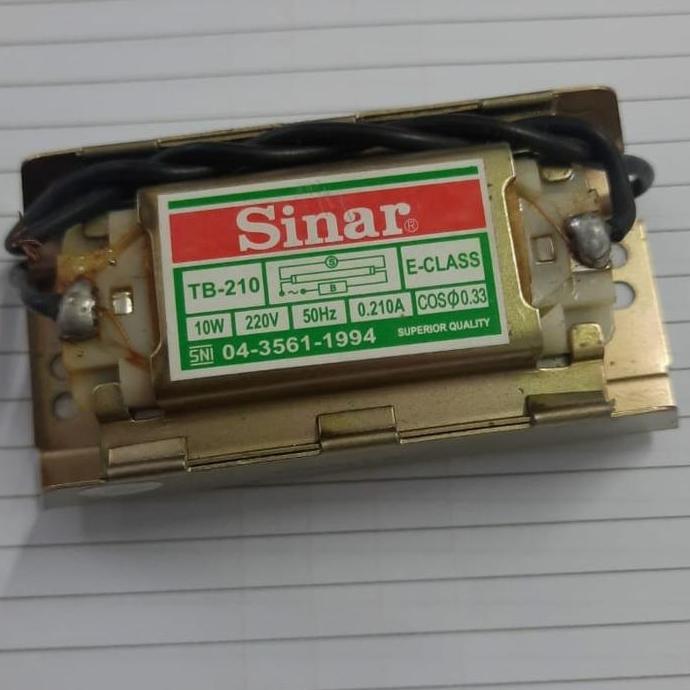 Sinar®
TB-210
S
B
E-CLASS
10W 220V 50Hz 0.210A COSΦ0.33
SNI 04-3561-1994 SUPERIOR QUALITY